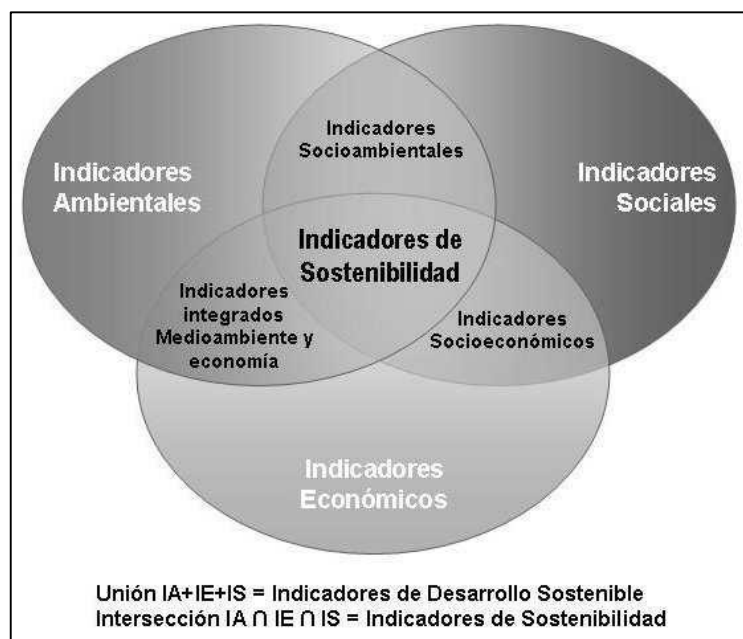 Indicadores
Socioambientales
Indicadores
Ambientales
Indicadores
Sociales
Indicadores de
Sostenibilidad
Indicadores
integrados
Medioambiente y
economía
Indicadores
Socioeconómicos
Indicadores
Económicos
Unión IA+IE+IS = Indicadores de Desarrollo Sostenible
Intersección IA ∩ IE ∩ IS = Indicadores de Sostenibilidad